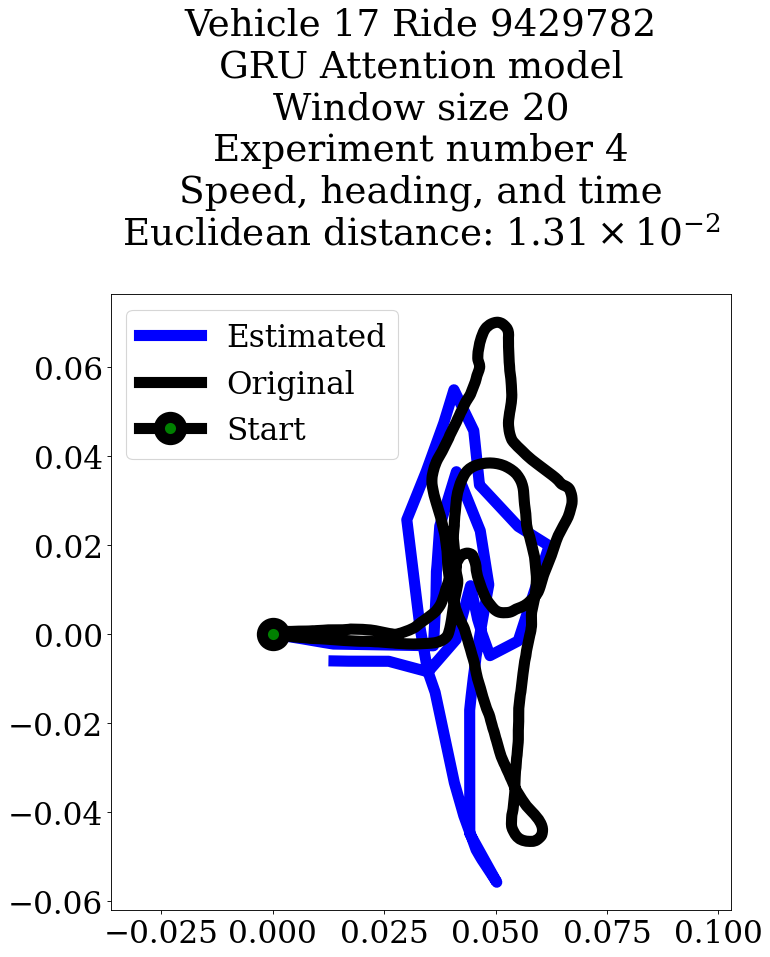 Vehicle 17 Ride 9429782
GRU Attention model
Window size 20
Experiment number 4
Speed, heading, and time
Euclidean distance: 1.31 × 10⁻²
Estimated
Original
Start
0.06
0.04
0.02
0.00
−0.02
−0.04
−0.06
−0.025 0.000 0.025 0.050 0.075 0.100